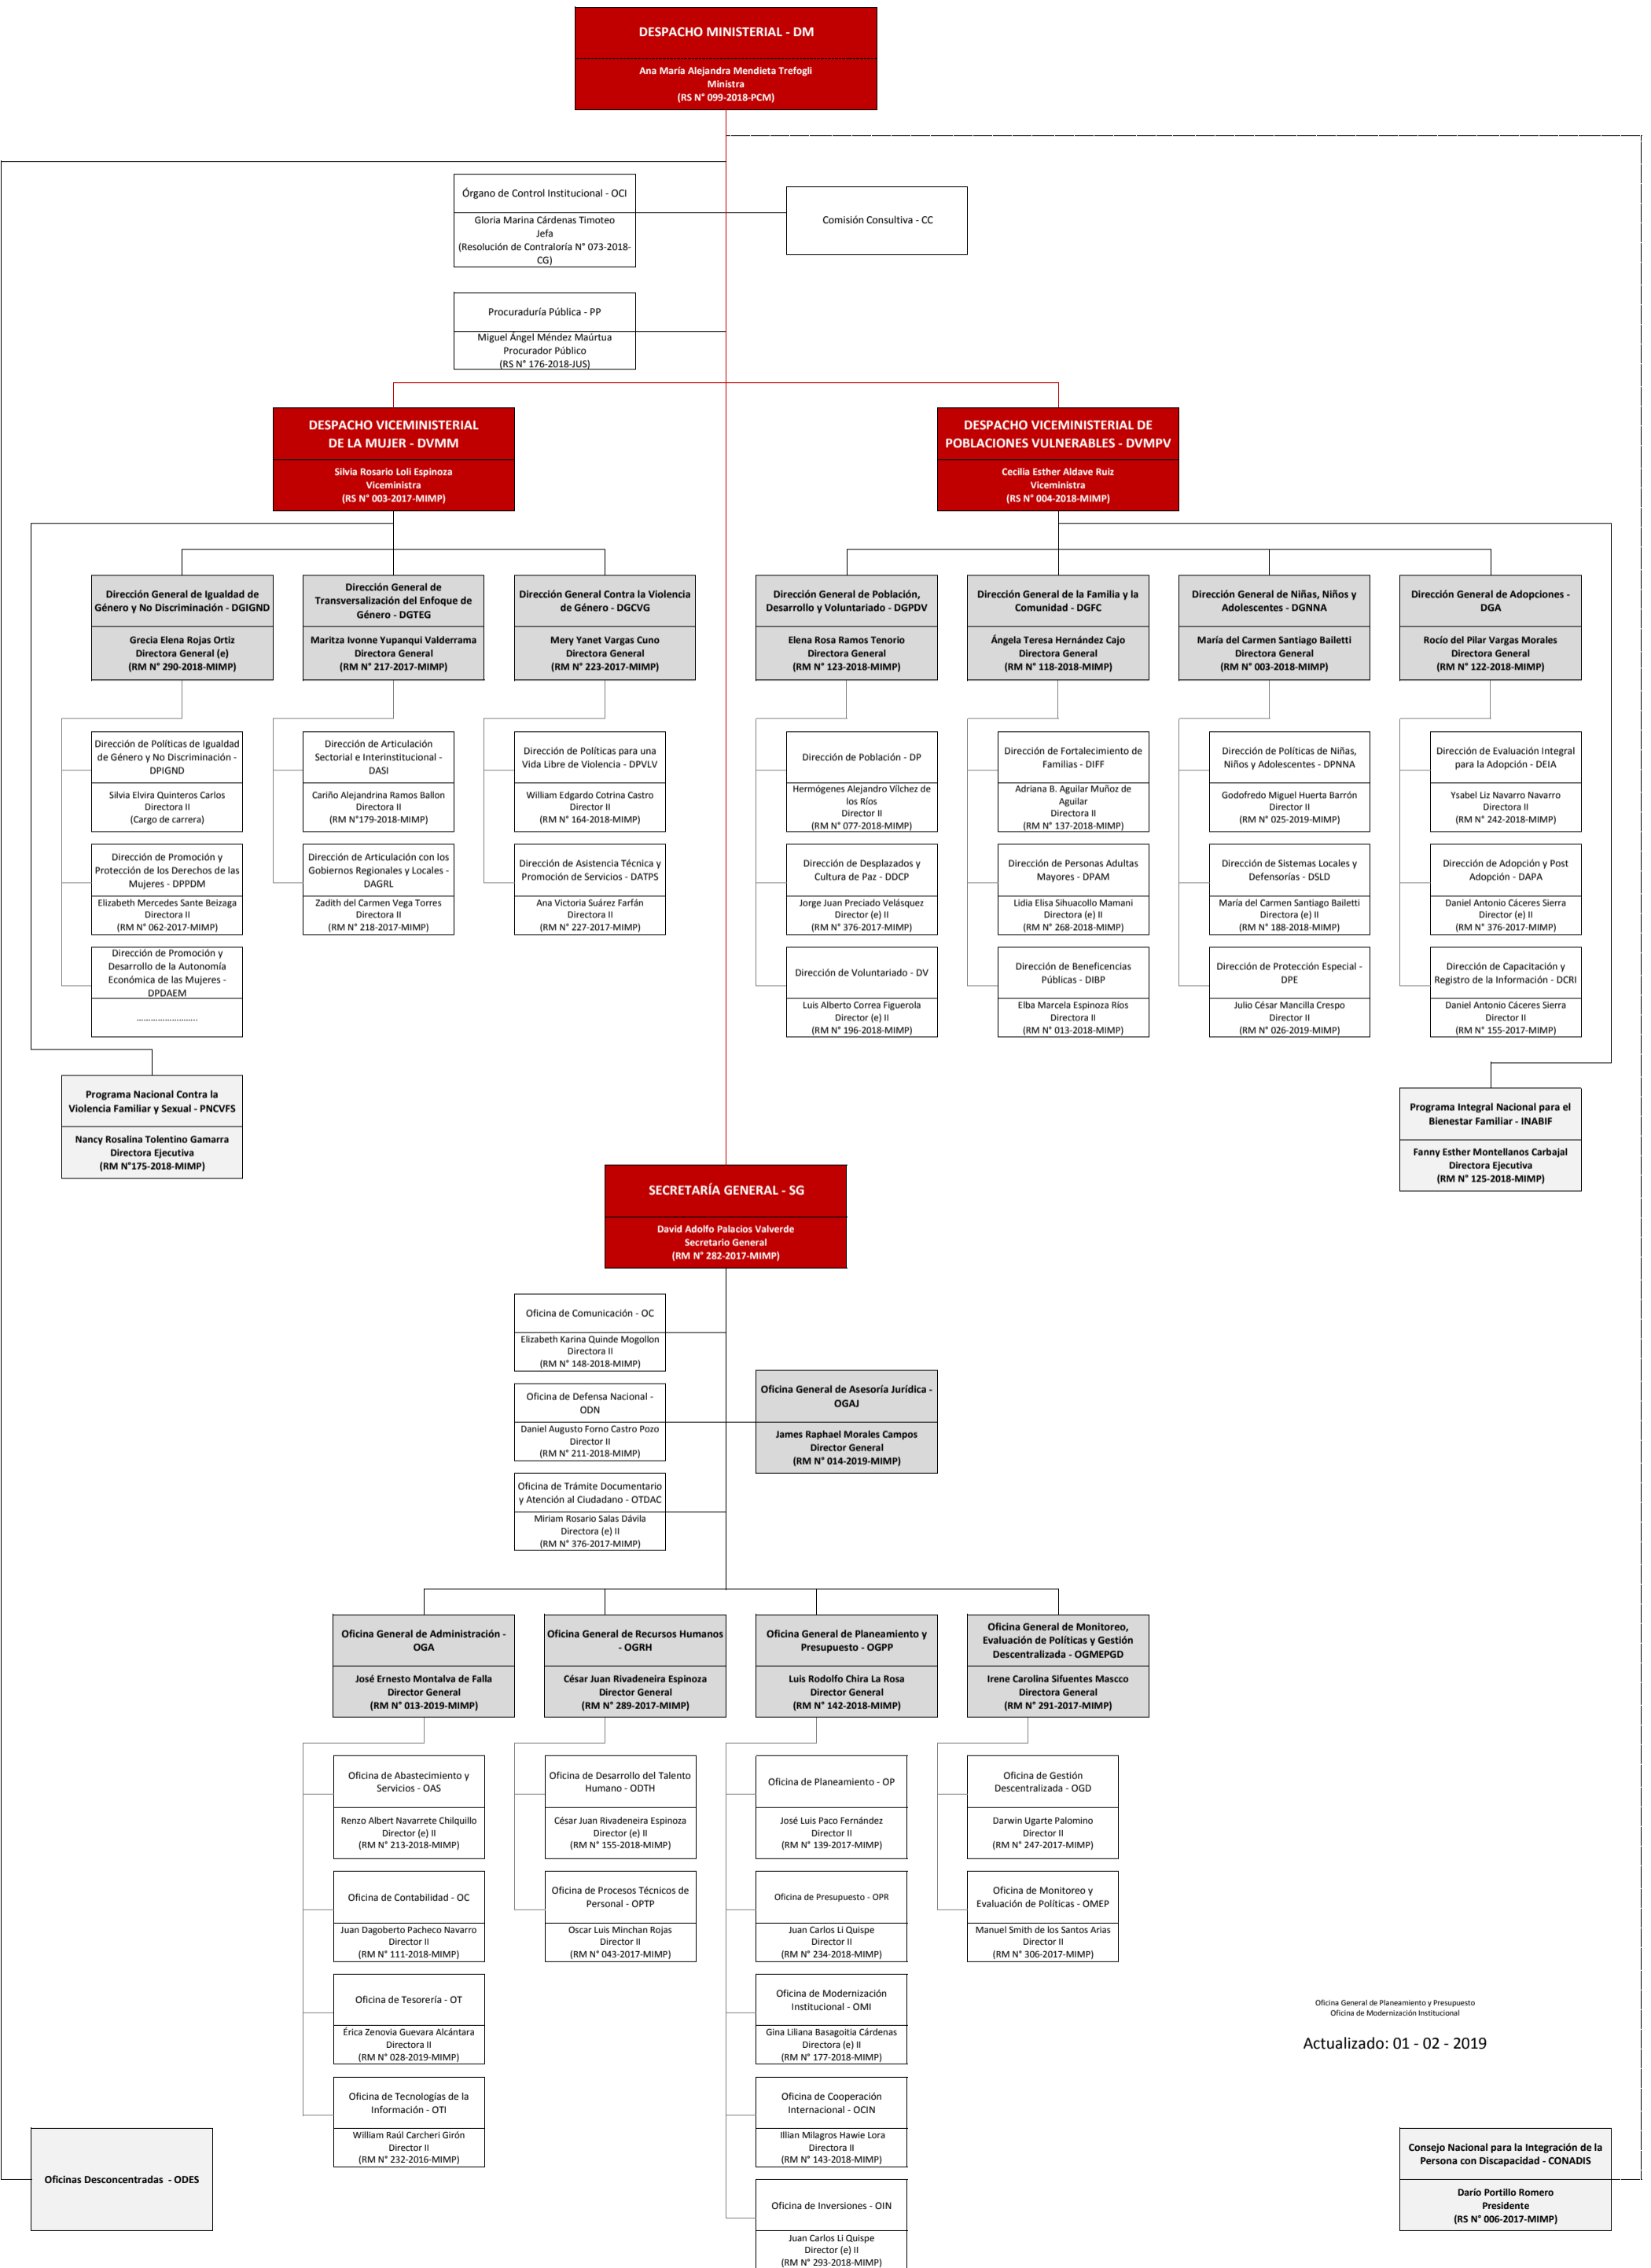 DESPACHO MINISTERIAL - DM
Ana María Alejandra Mendieta Trefogli
Ministra
(RS N° 099-2018-PCM)
Órgano de Control Institucional - OCI
Gloria Marina Cárdenas Timoteo
Jefa
(Resolución de Contraloría N° 073-2018-
CG)
Comisión Consultiva - CC
Procuraduría Pública - PP
Miguel Ángel Méndez Maúrtua
Procurador Público
(RS N° 176-2018-JUS)
DESPACHO VICEMINISTERIAL
DE LA MUJER - DVMM
Silvia Rosario Loli Espinoza
Viceministra
(RS N° 003-2017-MIMP)
DESPACHO VICEMINISTERIAL DE
POBLACIONES VULNERABLES - DVMPV
Cecilia Esther Aldave Ruiz
Viceministra
(RS N° 004-2018-MIMP)
Dirección General de Igualdad de
Género y No Discriminación - DGIGND
Grecia Elena Rojas Ortiz
Directora General (e)
(RM N° 290-2018-MIMP)
Dirección General de
Transversalización del Enfoque de
Género - DGTEG
Maritza Ivonne Yupanqui Valderrama
Directora General
(RM N° 217-2017-MIMP)
Dirección General Contra la Violencia
de Género - DGCVG
Mery Yanet Vargas Cuno
Directora General
(RM N° 223-2017-MIMP)
Dirección General de Población,
Desarrollo y Voluntariado - DGPDV
Elena Rosa Ramos Tenorio
Directora General
(RM N° 123-2018-MIMP)
Dirección General de la Familia y la
Comunidad - DGFC
Ángela Teresa Hernández Cajo
Directora General
(RM N° 118-2018-MIMP)
Dirección General de Niñas, Niños y
Adolescentes - DGNNA
María del Carmen Santiago Bailetti
Directora General
(RM N° 003-2018-MIMP)
Dirección General de Adopciones -
DGA
Rocío del Pilar Vargas Morales
Directora General
(RM N° 122-2018-MIMP)
Dirección de Políticas de Igualdad
de Género y No Discriminación -
DPIGND
Silvia Elvira Quinteros Carlos
Directora II
(Cargo de carrera)
Dirección de Articulación
Sectorial e Interinstitucional -
DASI
Cariño Alejandrina Ramos Ballon
Directora II
(RM N°179-2018-MIMP)
Dirección de Políticas para una
Vida Libre de Violencia - DPVLV
William Edgardo Cotrina Castro
Director II
(RM N° 164-2018-MIMP)
Dirección de Población - DP
Hermógenes Alejandro Vílchez de
los Ríos
Director II
(RM N° 077-2018-MIMP)
Dirección de Fortalecimiento de
Familias - DIFF
Adriana B. Aguilar Muñoz de
Aguilar
Directora II
(RM N° 137-2018-MIMP)
Dirección de Políticas de Niñas,
Niños y Adolescentes - DPNNA
Godofredo Miguel Huerta Barrón
Director II
(RM N° 025-2019-MIMP)
Dirección de Evaluación Integral
para la Adopción - DEIA
Ysabel Liz Navarro Navarro
Directora II
(RM N° 242-2018-MIMP)
Dirección de Promoción y
Protección de los Derechos de las
Mujeres - DPPDM
Elizabeth Mercedes Sante Beizaga
Directora II
(RM N° 062-2017-MIMP)
Dirección de Articulación con los
Gobiernos Regionales y Locales -
DAGRL
Zadith del Carmen Vega Torres
Directora II
(RM N° 218-2017-MIMP)
Dirección de Asistencia Técnica y
Promoción de Servicios - DATPS
Ana Victoria Suárez Farfán
Directora II
(RM N° 227-2017-MIMP)
Dirección de Desplazados y
Cultura de Paz - DDCP
Jorge Juan Preciado Velásquez
Director (e) II
(RM N° 376-2017-MIMP)
Dirección de Personas Adultas
Mayores - DPAM
Lidia Elisa Sihuacollo Mamani
Directora (e) II
(RM N° 268-2018-MIMP)
Dirección de Sistemas Locales y
Defensorías - DSLD
María del Carmen Santiago Bailetti
Directora (e) II
(RM N° 188-2018-MIMP)
Dirección de Adopción y Post
Adopción - DAPA
Daniel Antonio Cáceres Sierra
Director (e) II
(RM N° 376-2017-MIMP)
Dirección de Promoción y
Desarrollo de la Autonomía
Económica de las Mujeres -
DPDAEM
……………………..
Dirección de Voluntariado - DV
Luis Alberto Correa Figuerola
Director (e) II
(RM N° 196-2018-MIMP)
Dirección de Beneficencias
Públicas - DIBP
Elba Marcela Espinoza Ríos
Directora II
(RM N° 013-2018-MIMP)
Dirección de Protección Especial -
DPE
Julio César Mancilla Crespo
Director II
(RM N° 026-2019-MIMP)
Dirección de Capacitación y
Registro de la Información - DCRI
Daniel Antonio Cáceres Sierra
Director II
(RM N° 155-2017-MIMP)
Programa Nacional Contra la
Violencia Familiar y Sexual - PNCVFS
Nancy Rosalina Tolentino Gamarra
Directora Ejecutiva
(RM N°175-2018-MIMP)
Programa Integral Nacional para el
Bienestar Familiar - INABIF
Fanny Esther Montellanos Carbajal
Directora Ejecutiva
(RM N° 125-2018-MIMP)
SECRETARÍA GENERAL - SG
David Adolfo Palacios Valverde
Secretario General
(RM N° 282-2017-MIMP)
Oficina de Comunicación - OC
Elizabeth Karina Quinde Mogollon
Directora II
(RM N° 148-2018-MIMP)
Oficina de Defensa Nacional -
ODN
Daniel Augusto Forno Castro Pozo
Director II
(RM N° 211-2018-MIMP)
Oficina General de Asesoría Jurídica -
OGAJ
James Raphael Morales Campos
Director General
(RM N° 014-2019-MIMP)
Oficina de Trámite Documentario
y Atención al Ciudadano - OTDAC
Miriam Rosario Salas Dávila
Directora (e) II
(RM N° 376-2017-MIMP)
Oficina General de Administración -
OGA
José Ernesto Montalva de Falla
Director General
(RM N° 013-2019-MIMP)
Oficina General de Recursos Humanos
- OGRH
César Juan Rivadeneira Espinoza
Director General
(RM N° 289-2017-MIMP)
Oficina General de Planeamiento y
Presupuesto - OGPP
Luis Rodolfo Chira La Rosa
Director General
(RM N° 142-2018-MIMP)
Oficina General de Monitoreo,
Evaluación de Políticas y Gestión
Descentralizada - OGMEPGD
Irene Carolina Sifuentes Mascco
Directora General
(RM N° 291-2017-MIMP)
Oficina de Abastecimiento y
Servicios - OAS
Renzo Albert Navarrete Chilquillo
Director (e) II
(RM N° 213-2018-MIMP)
Oficina de Desarrollo del Talento
Humano - ODTH
César Juan Rivadeneira Espinoza
Director (e) II
(RM N° 155-2018-MIMP)
Oficina de Planeamiento - OP
José Luis Paco Fernández
Director II
(RM N° 139-2017-MIMP)
Oficina de Gestión
Descentralizada - OGD
Darwin Ugarte Palomino
Director II
(RM N° 247-2017-MIMP)
Oficina de Contabilidad - OC
Juan Dagoberto Pacheco Navarro
Director II
(RM N° 111-2018-MIMP)
Oficina de Procesos Técnicos de
Personal - OPTP
Oscar Luis Minchan Rojas
Director II
(RM N° 043-2017-MIMP)
Oficina de Presupuesto - OPR
Juan Carlos Li Quispe
Director II
(RM N° 234-2018-MIMP)
Oficina de Monitoreo y
Evaluación de Políticas - OMEP
Manuel Smith de los Santos Arias
Director II
(RM N° 306-2017-MIMP)
Oficina de Tesorería - OT
Érica Zenovia Guevara Alcántara
Directora II
(RM N° 028-2019-MIMP)
Oficina de Modernización
Institucional - OMI
Gina Liliana Basagoitia Cárdenas
Directora (e) II
(RM N° 177-2018-MIMP)
Oficina General de Planeamiento y Presupuesto
Oficina de Modernización Institucional
Actualizado: 01 - 02 - 2019
Oficina de Tecnologías de la
Información - OTI
William Raúl Carcheri Girón
Director II
(RM N° 232-2016-MIMP)
Oficina de Cooperación
Internacional - OCIN
Illian Milagros Hawie Lora
Directora II
(RM N° 143-2018-MIMP)
Oficinas Desconcentradas - ODES
Consejo Nacional para la Integración de la
Persona con Discapacidad - CONADIS
Darío Portillo Romero
Presidente
(RS N° 006-2017-MIMP)
Oficina de Inversiones - OIN
Juan Carlos Li Quispe
Director (e) II
(RM N° 293-2018-MIMP)